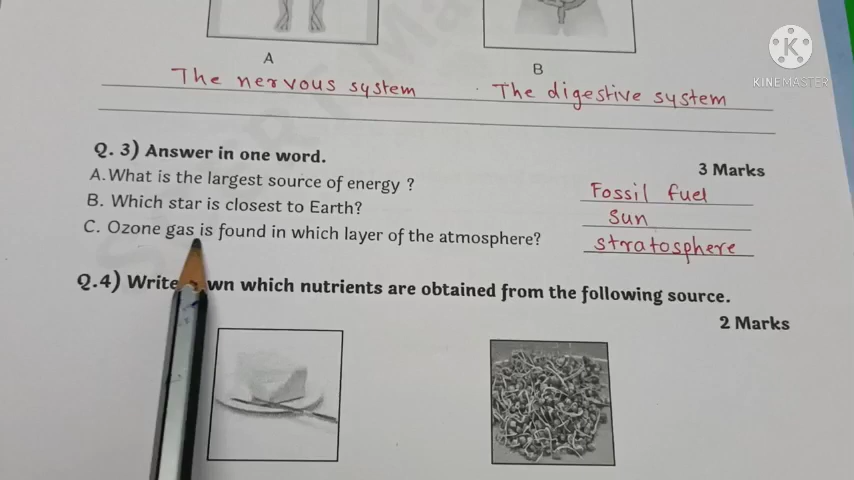 KINEMASTER
A
B
The nervous system
The digestive system
Q. 3) Answer in one word.
3 Marks
A.What is the largest source of energy ?
Fossil fuel
B. Which star is closest to Earth?
Sun
C. Ozone gas is found in which layer of the atmosphere?
stratosphere
Q.4) Write wn which nutrients are obtained from the following source.
2 Marks